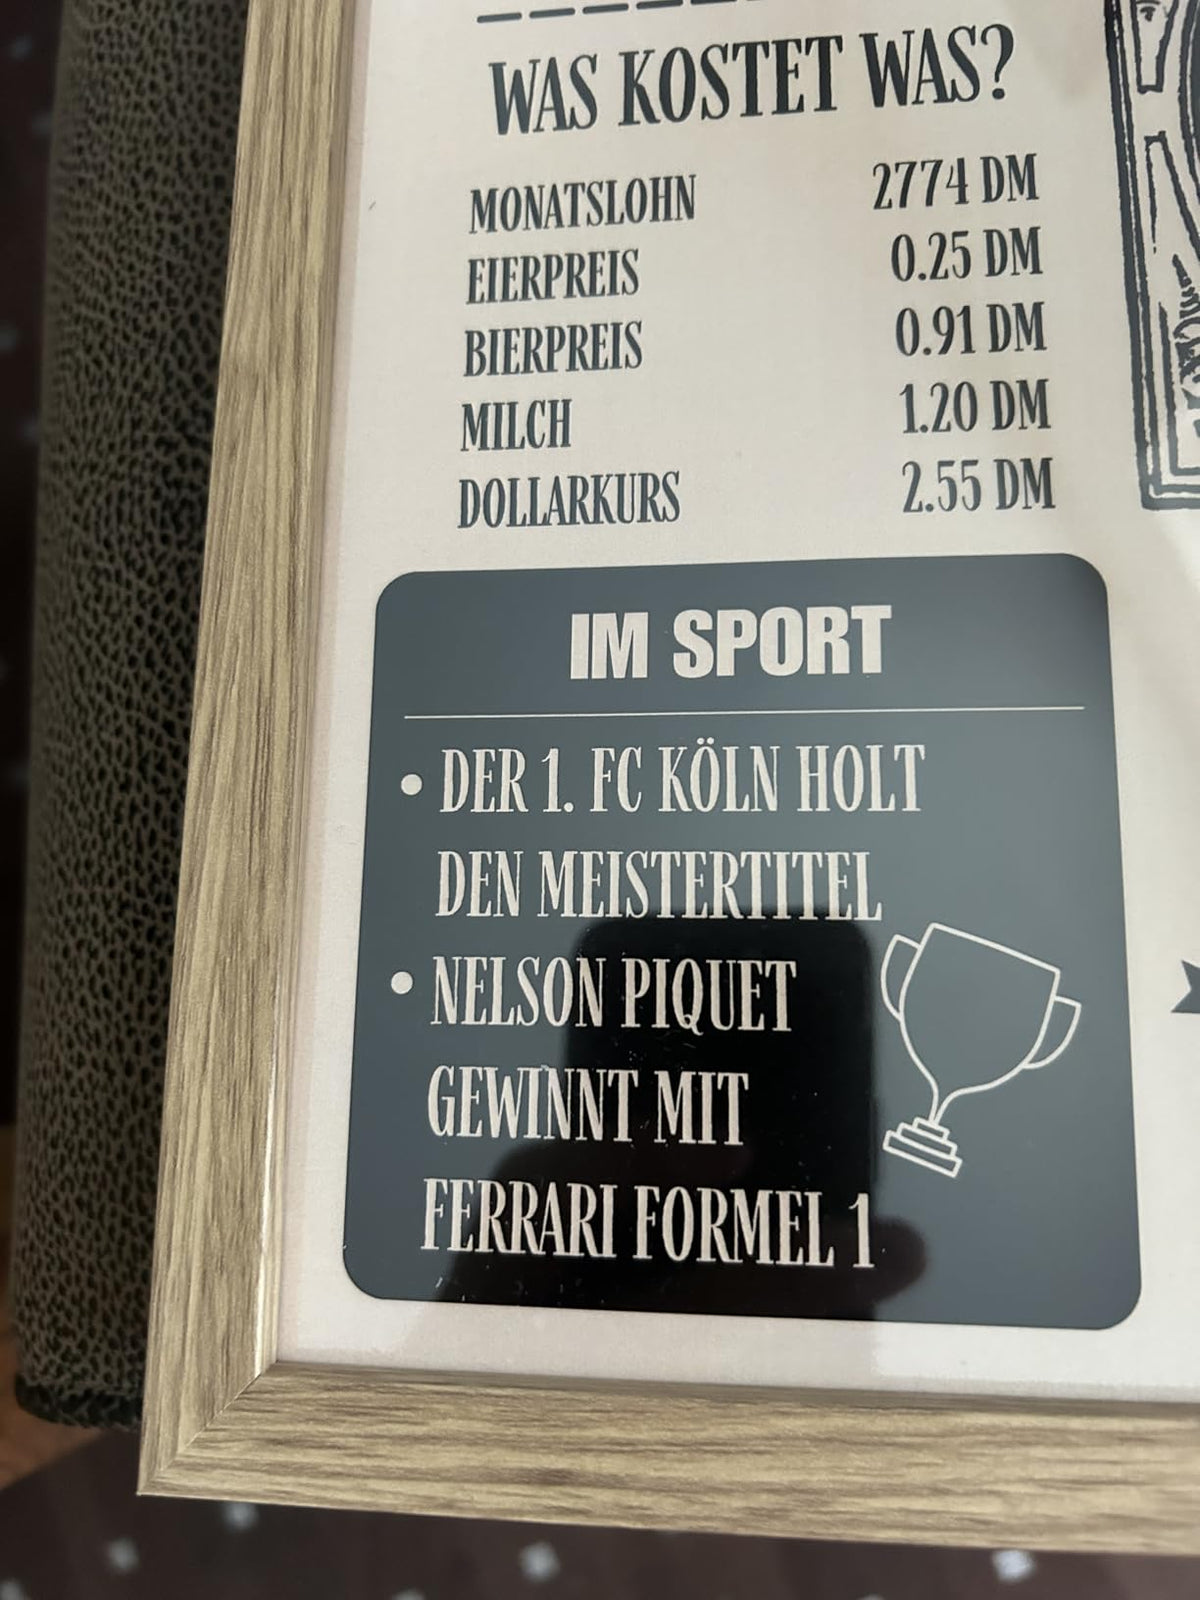 WAS KOSTET WAS?
MONATSLOHN 2774 DM
EIERPREIS 0.25 DM
BIERPREIS 0.91 DM
MILCH 1.20 DM
DOLLARKURS 2.55 DM
IM SPORT
• DER 1. FC KÖLN HOLT
DEN MEISTERTITEL
• NELSON PIQUET
GEWINNT MIT
FERRARI FORMEL 1